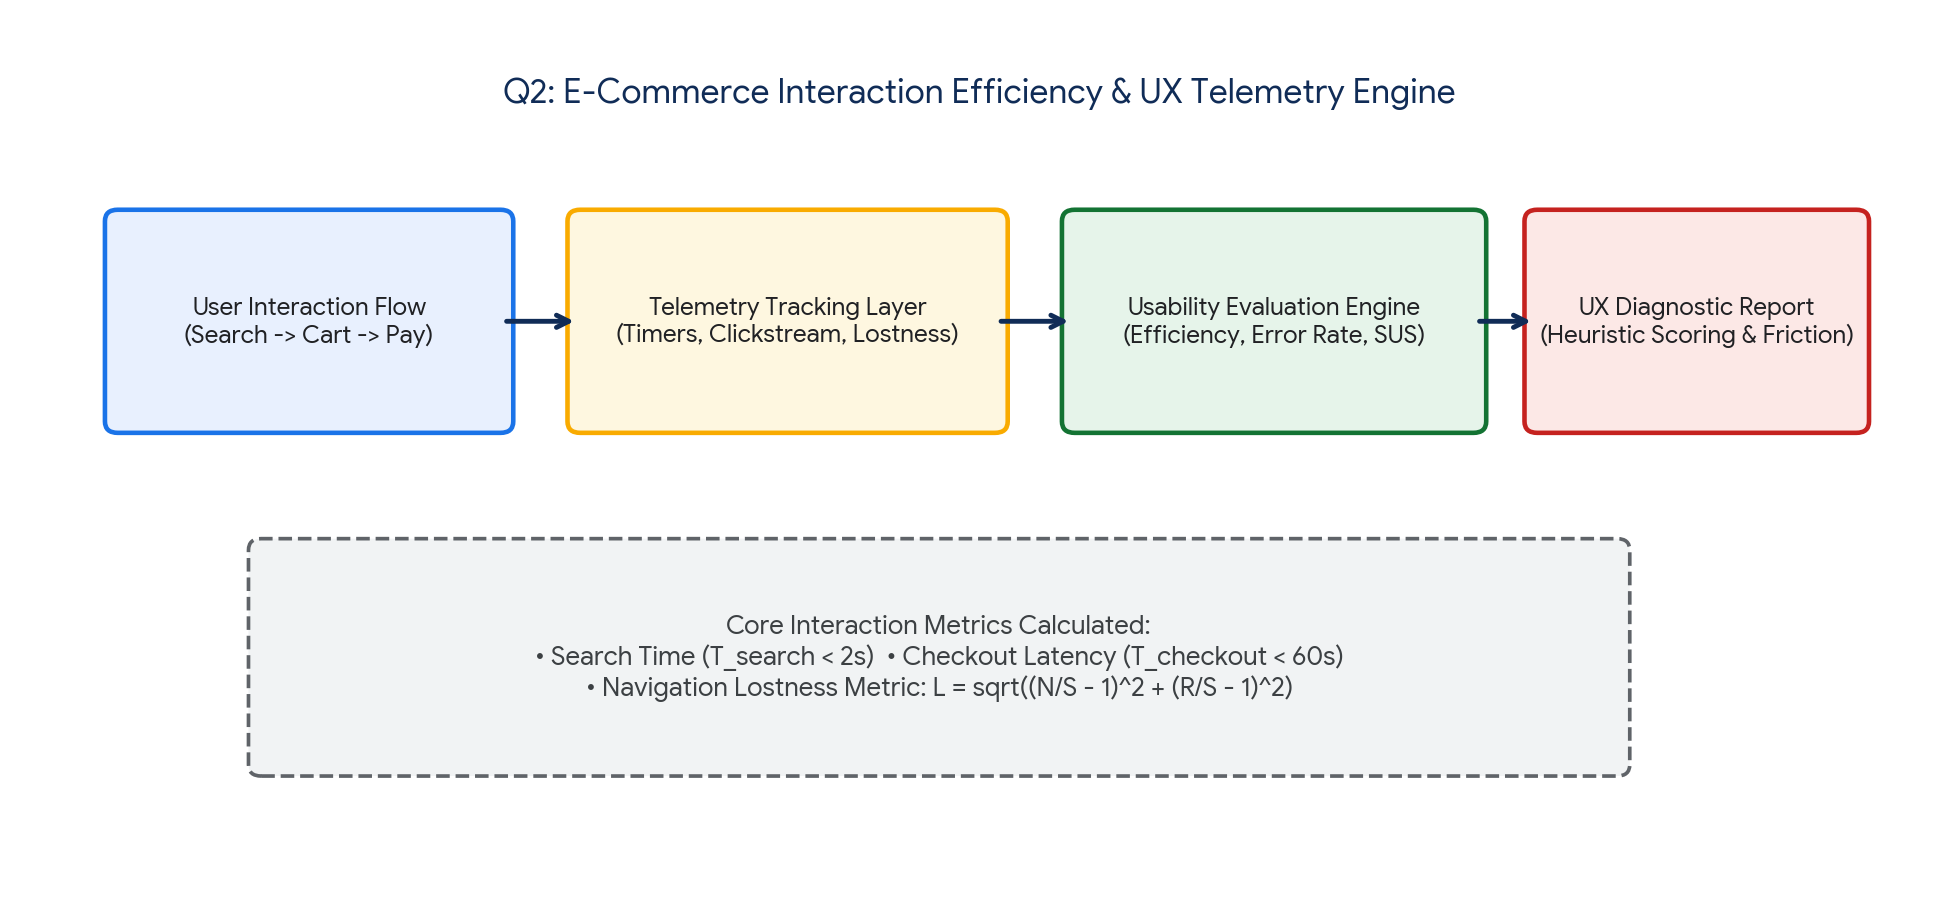 Q2: E-Commerce Interaction Efficiency & UX Telemetry Engine
User Interaction Flow
(Search -> Cart -> Pay)
Telemetry Tracking Layer
(Timers, Clickstream, Lostness)
Usability Evaluation Engine
(Efficiency, Error Rate, SUS)
UX Diagnostic Report
(Heuristic Scoring & Friction)
Core Interaction Metrics Calculated:
• Search Time (T_search < 2s) • Checkout Latency (T_checkout < 60s)
• Navigation Lostness Metric: L = sqrt((N/S - 1)^2 + (R/S - 1)^2)